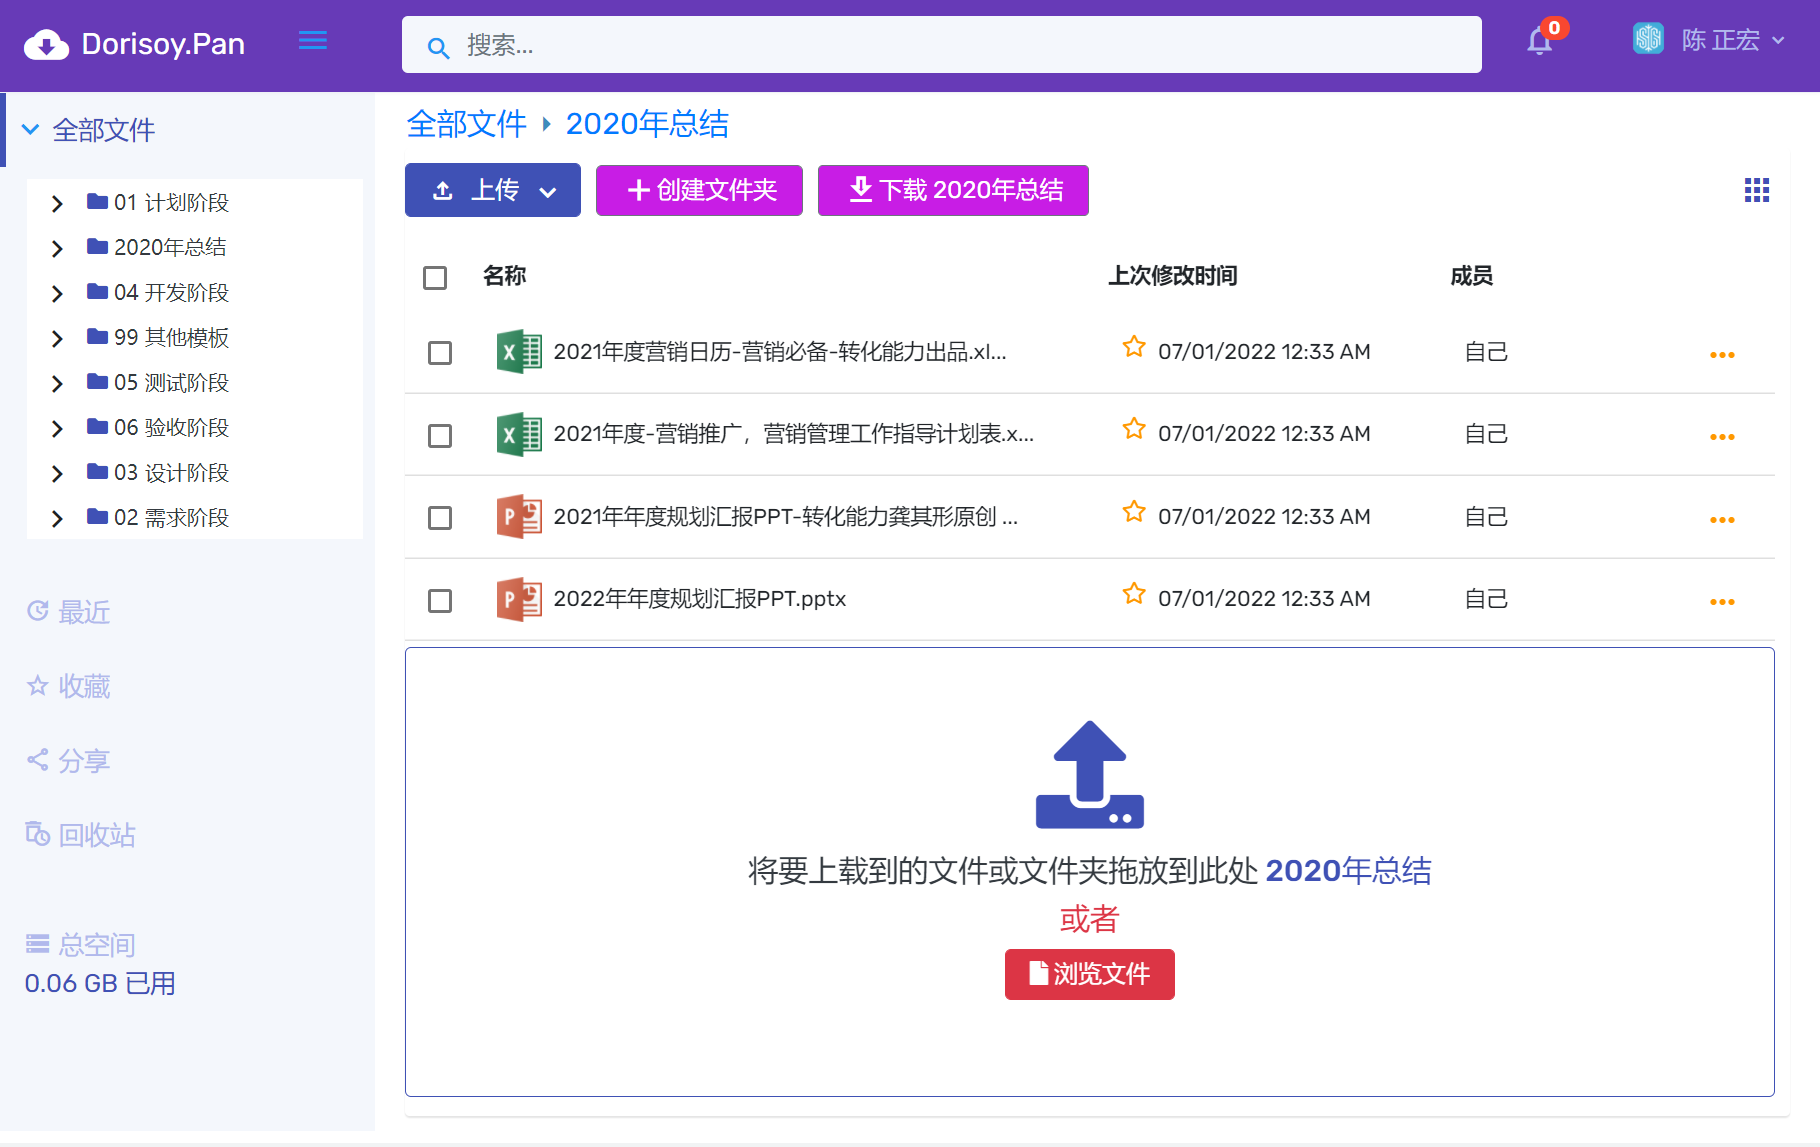 Dorisoy.Pan
搜索...
0
陈 正宏
全部文件
01 计划阶段
2020年总结
04 开发阶段
99 其他模板
05 测试阶段
06 验收阶段
03 设计阶段
02 需求阶段
最近
收藏
分享
回收站
总空间
0.06 GB 已用
全部文件 2020年总结
上传 创建文件夹 下载 2020年总结
名称 上次修改时间 成员
2021年度营销日历-营销必备-转化能力出品.xl... 07/01/2022 12:33 AM 自己
2021年度-营销推广，营销管理工作指导计划表.x... 07/01/2022 12:33 AM 自己
2021年年度规划汇报PPT-转化能力龚其形原创 ... 07/01/2022 12:33 AM 自己
2022年年度规划汇报PPT.pptx 07/01/2022 12:33 AM 自己
将要上载到的文件或文件夹拖放到此处 2020年总结
或者
浏览文件